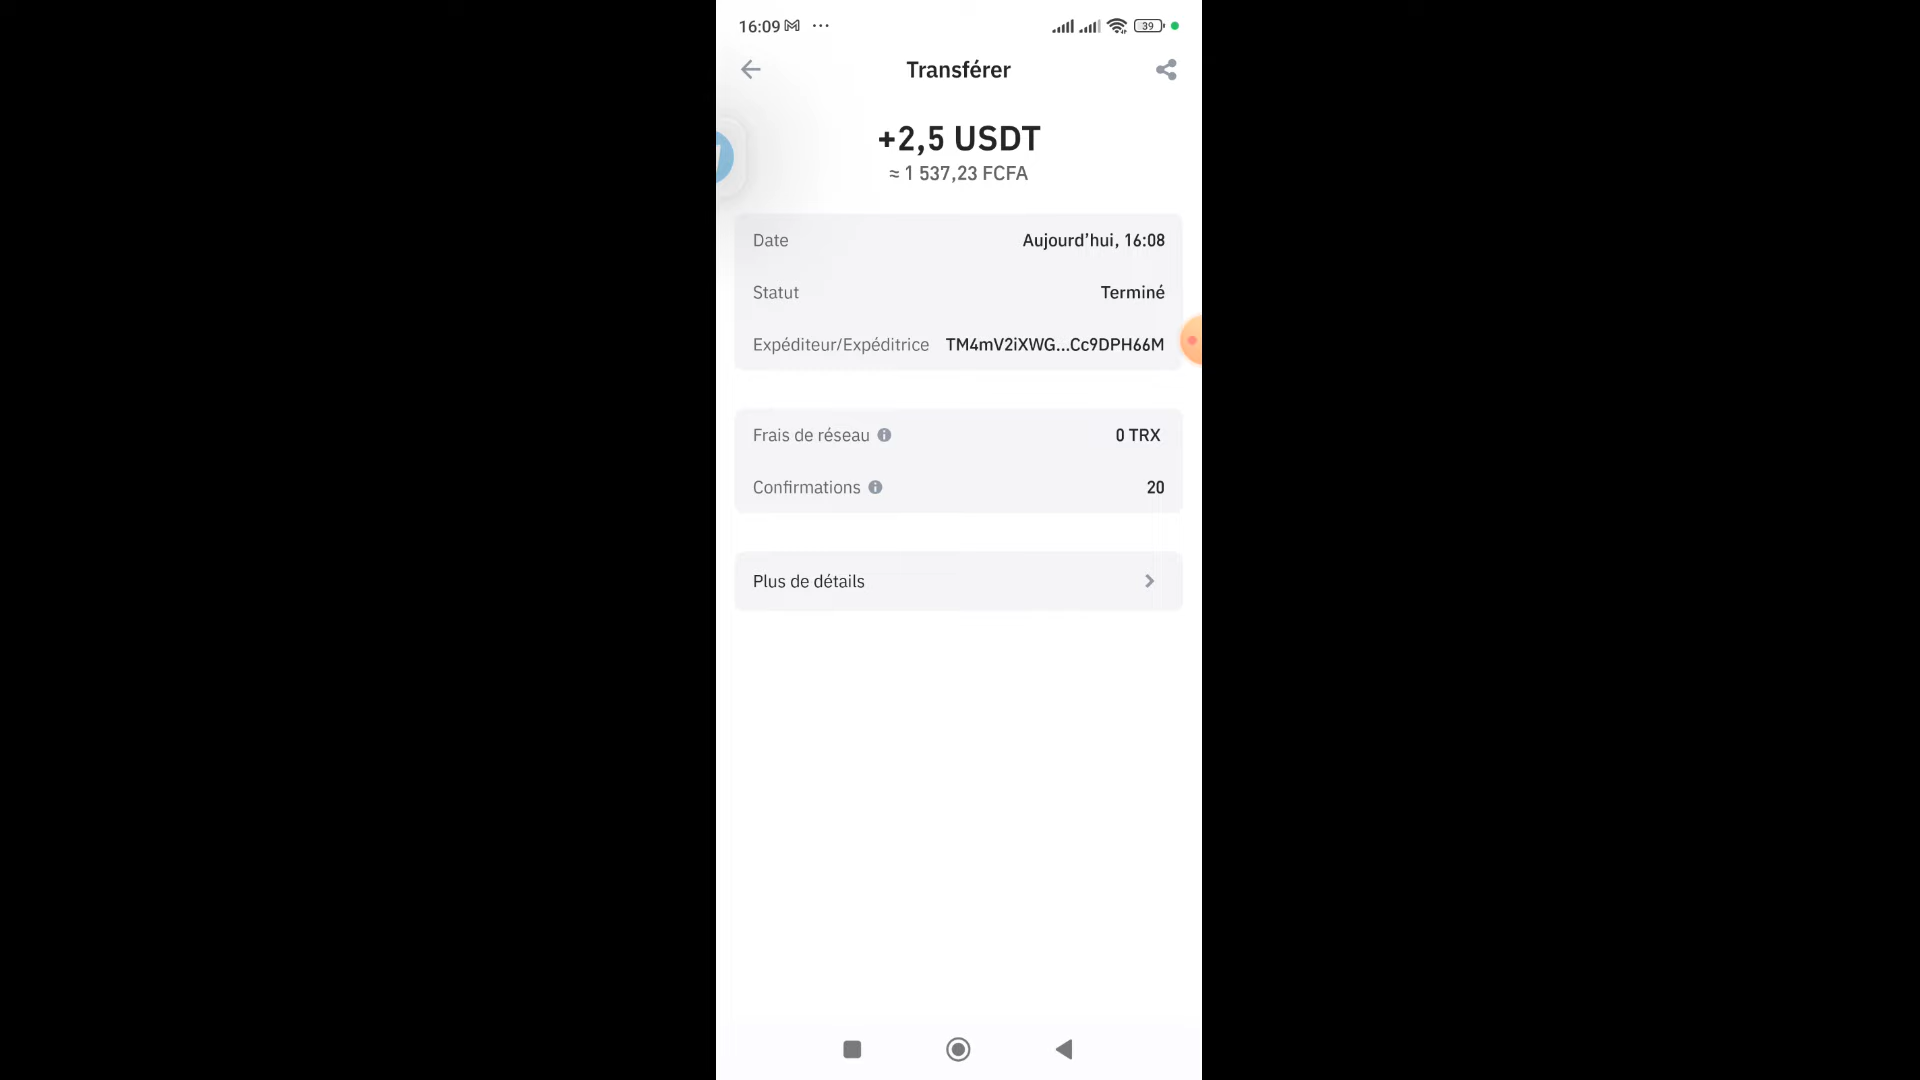 16:09
39
Transférer
+2,5 USDT
≈ 1 537,23 FCFA
Date Aujourd’hui, 16:08
Statut Terminé
Expéditeur/Expéditrice TM4mV2iXWG...Cc9DPH66M
Frais de réseau 0 TRX
Confirmations 20
Plus de détails